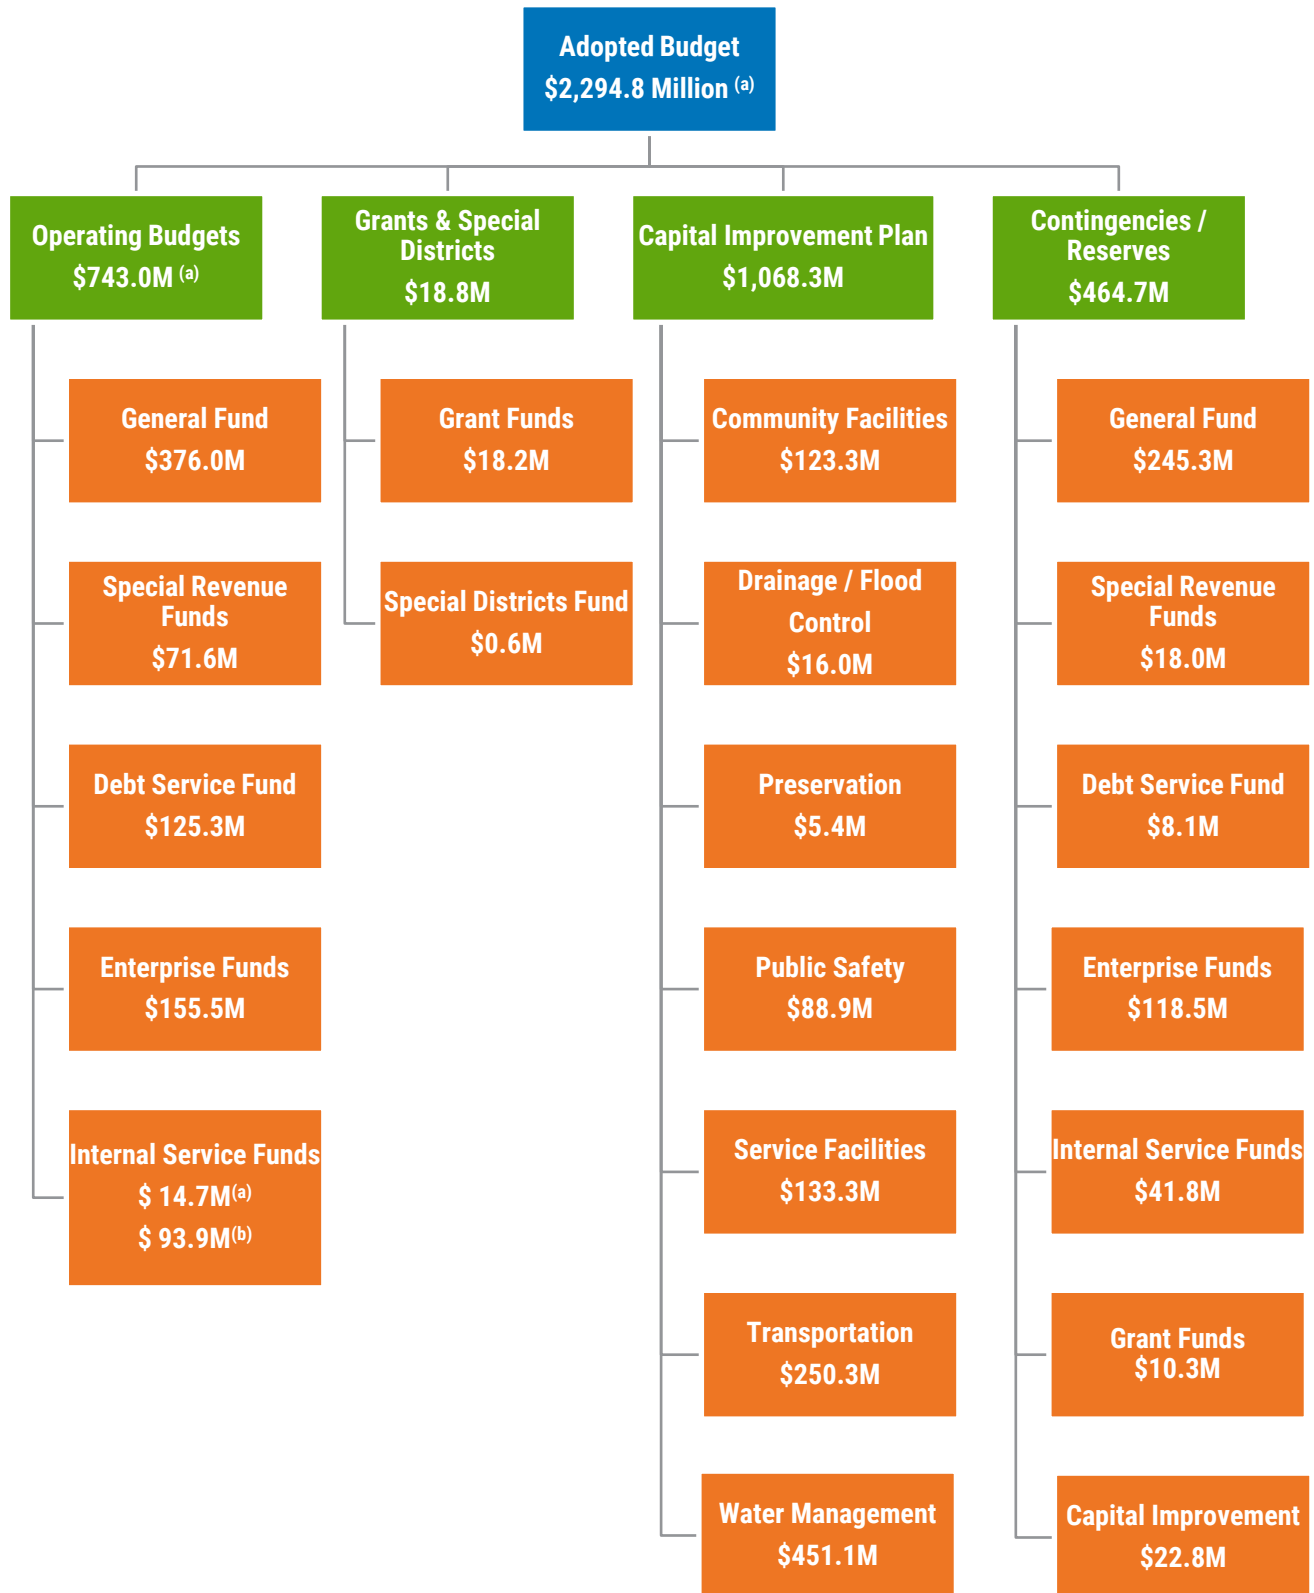 Adopted Budget
$2,294.8 Million (a)
Operating Budgets
$743.0M (a)
Grants & Special
Districts
$18.8M
Capital Improvement Plan
$1,068.3M
Contingencies /
Reserves
$464.7M
General Fund
$376.0M
Special Revenue
Funds
$71.6M
Debt Service Fund
$125.3M
Enterprise Funds
$155.5M
Internal Service Funds
$ 14.7M(a)
$ 93.9M(b)
Grant Funds
$18.2M
Special Districts Fund
$0.6M
Community Facilities
$123.3M
Drainage / Flood
Control
$16.0M
Preservation
$5.4M
Public Safety
$88.9M
Service Facilities
$133.3M
Transportation
$250.3M
Water Management
$451.1M
General Fund
$245.3M
Special Revenue
Funds
$18.0M
Debt Service Fund
$8.1M
Enterprise Funds
$118.5M
Internal Service Funds
$41.8M
Grant Funds
$10.3M
Capital Improvement
$22.8M